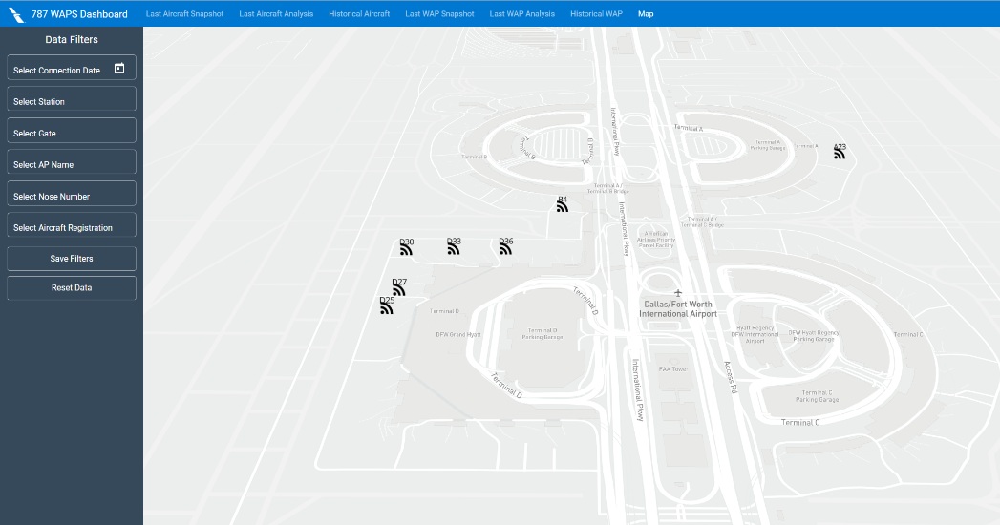 787 WAPS Dashboard
Last Aircraft Snapshot
Last Aircraft Analysis
Historical Aircraft
Last WAP Snapshot
Last WAP Analysis
Historical WAP
Map
Data Filters
Select Connection Date
Select Station
Select Gate
Select AP Name
Select Nose Number
Select Aircraft Registration
Save Filters
Reset Data
International Pkwy
Terminal A
Terminal B
Terminal B
Terminal A
Parking Garage
Terminal A
A23
Terminal A /
Terminal B Bridge
B4
International Pkwy
Terminal A /
Terminal C Bridge
American
Airlines Priority
Parcel Facility
D30
D33
D36
D27
D25
Terminal D
Terminal D
Dallas/Fort Worth
International Airport
DFW Grand Hyatt
Terminal D
Parking Garage
Hyatt Regency
DFW International
Airport
DFW Hyatt Regency
Parking Garage
Terminal C
FAA Tower
Access Rd
International Pkwy
Terminal D
Terminal C
Parking Garage
Terminal C